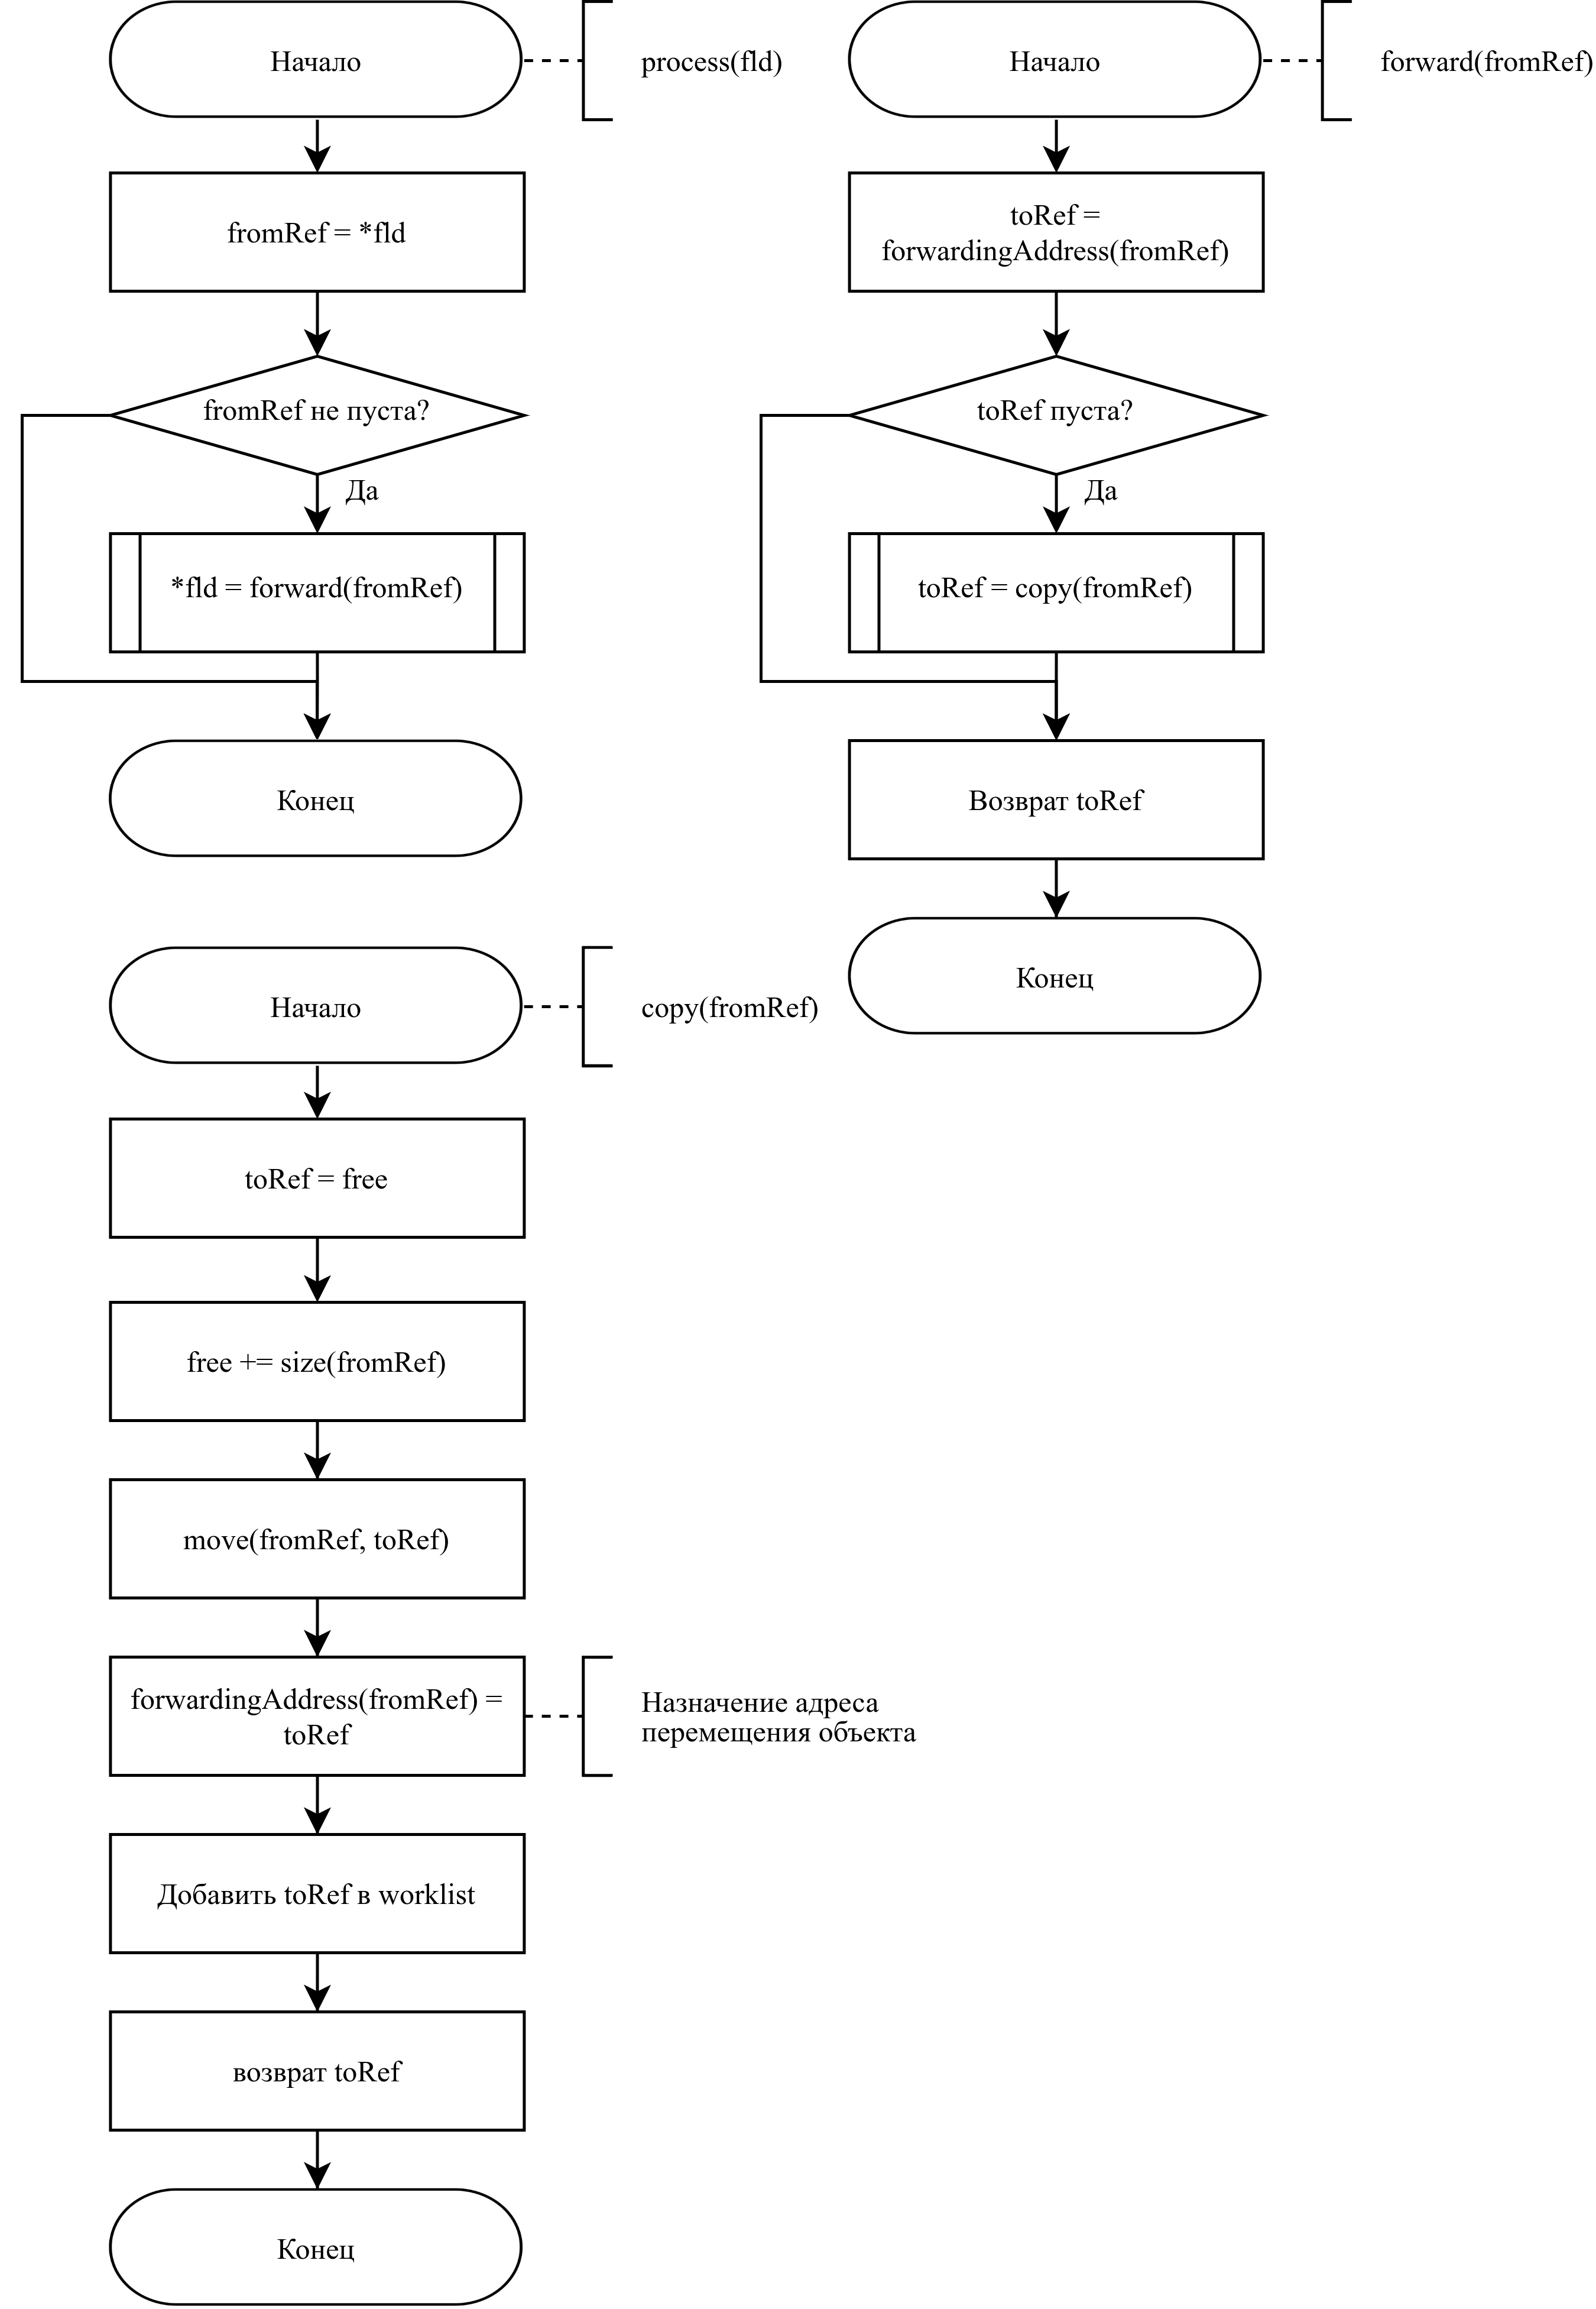 Начало
process(fld)
fromRef = *fld
fromRef не пуста?
Да
*fld = forward(fromRef)
Конец
Начало
forward(fromRef)
toRef =
forwardingAddress(fromRef)
toRef пуста?
Да
toRef = copy(fromRef)
Возврат toRef
Конец
Начало
copy(fromRef)
toRef = free
free += size(fromRef)
move(fromRef, toRef)
forwardingAddress(fromRef) =
toRef
Назначение адреса
перемещения объекта
Добавить toRef в worklist
возврат toRef
Конец